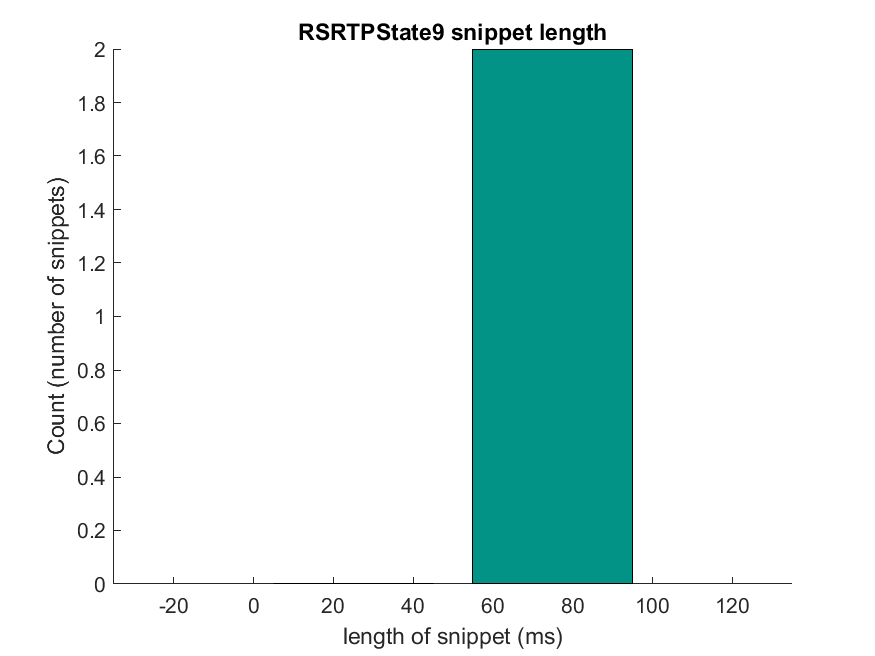 RSRTPState9 snippet length
2
1.8
1.6
1.4
1.2
1
0.8
0.6
0.4
0.2
0
Count (number of snippets)
-20 0 20 40 60 80 100 120
length of snippet (ms)